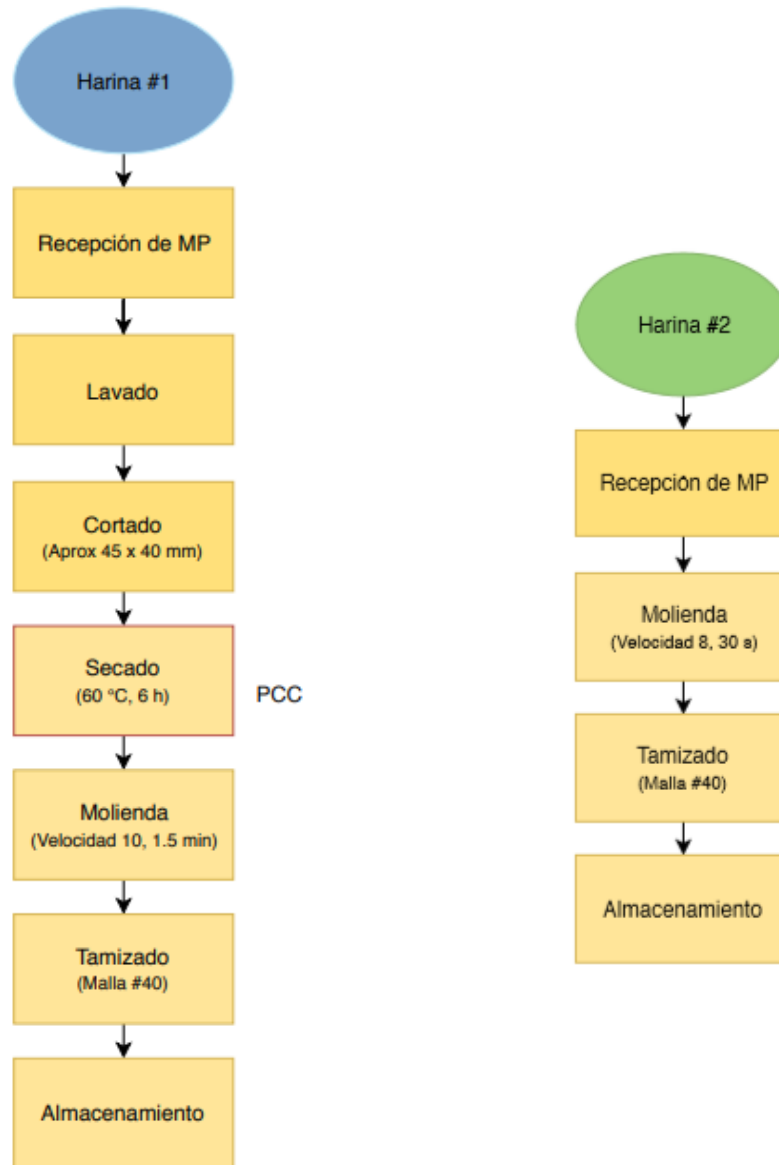 Harina #1
Recepción de MP
Lavado
Cortado
(Aprox 45 x 40 mm)
Secado
(60 °C, 6 h)
PCC
Molienda
(Velocidad 10, 1.5 min)
Tamizado
(Malla #40)
Almacenamiento
Harina #2
Recepción de MP
Molienda
(Velocidad 8, 30 s)
Tamizado
(Malla #40)
Almacenamiento